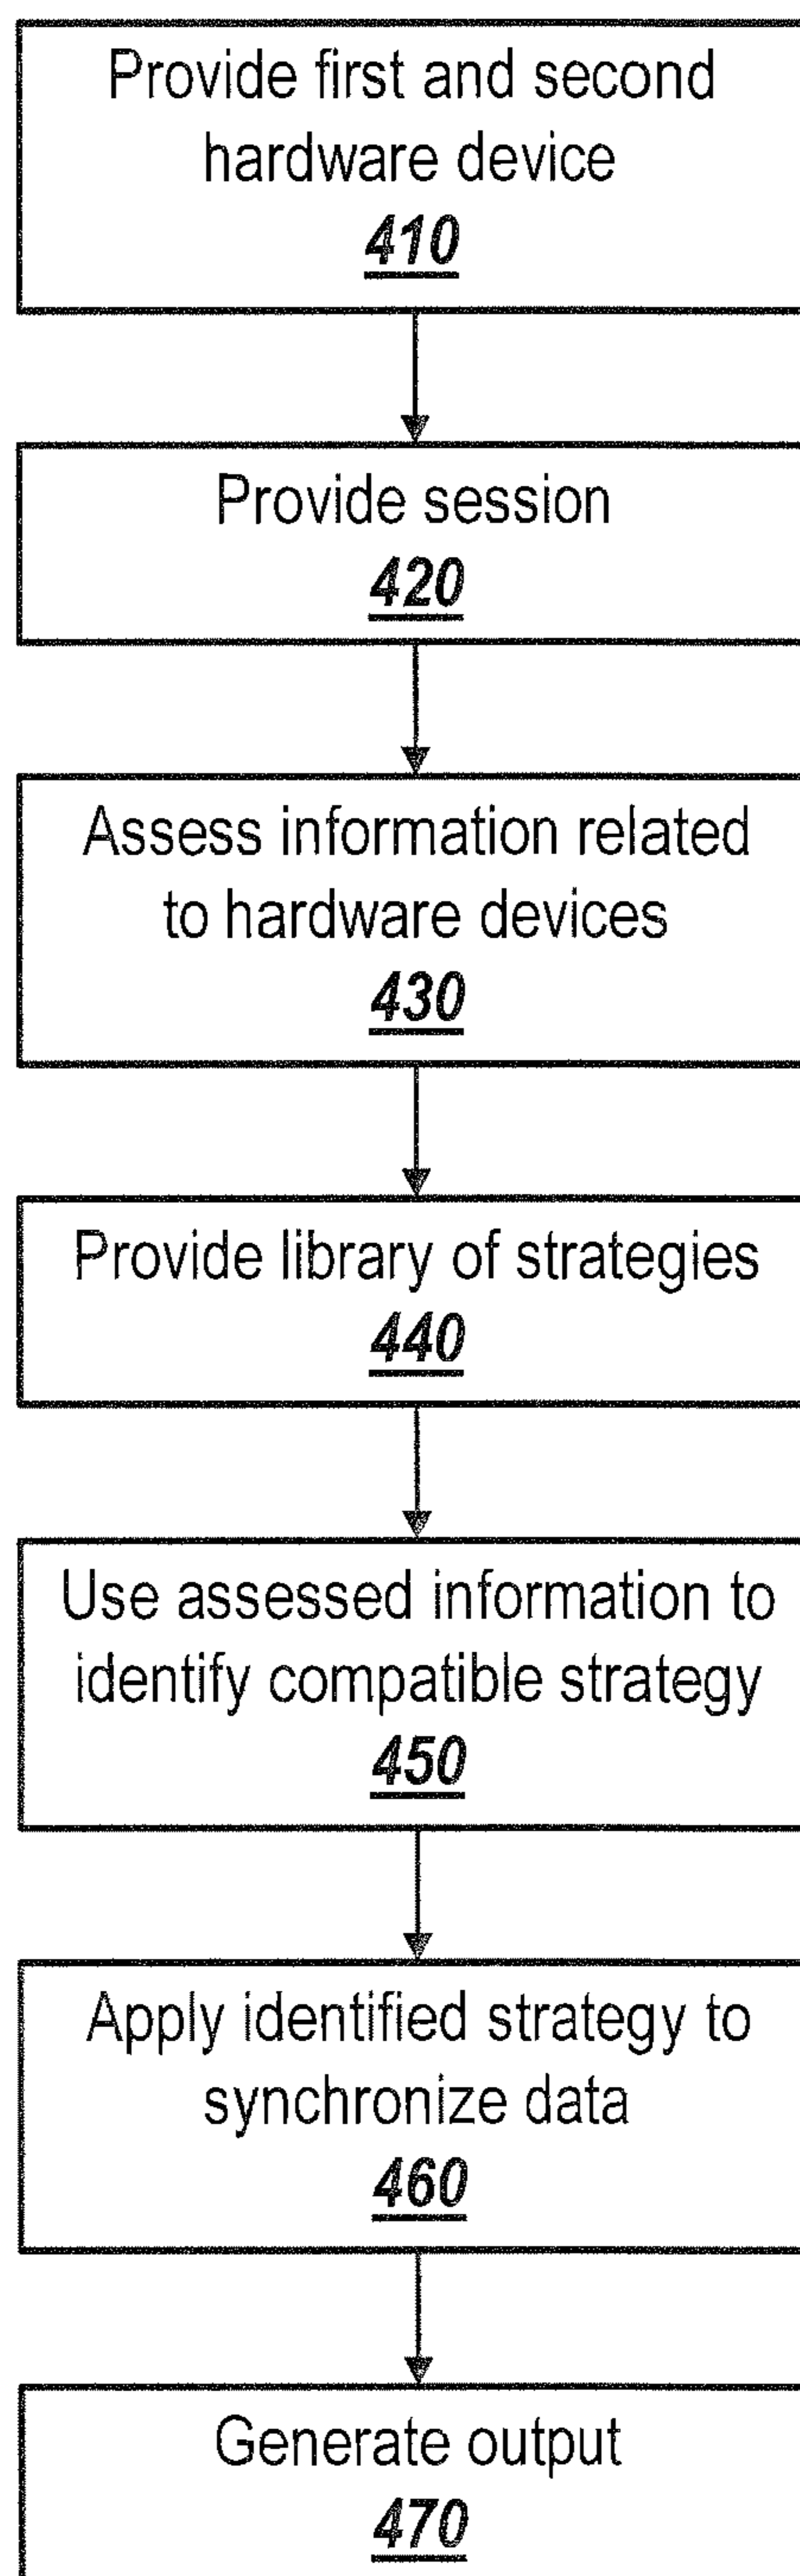 Provide first and second
hardware device
410
Provide session
420
Assess information related
to hardware devices
430
Provide library of strategies
440
Use assessed information to
identify compatible strategy
450
Apply identified strategy to
synchronize data
460
Generate output
470